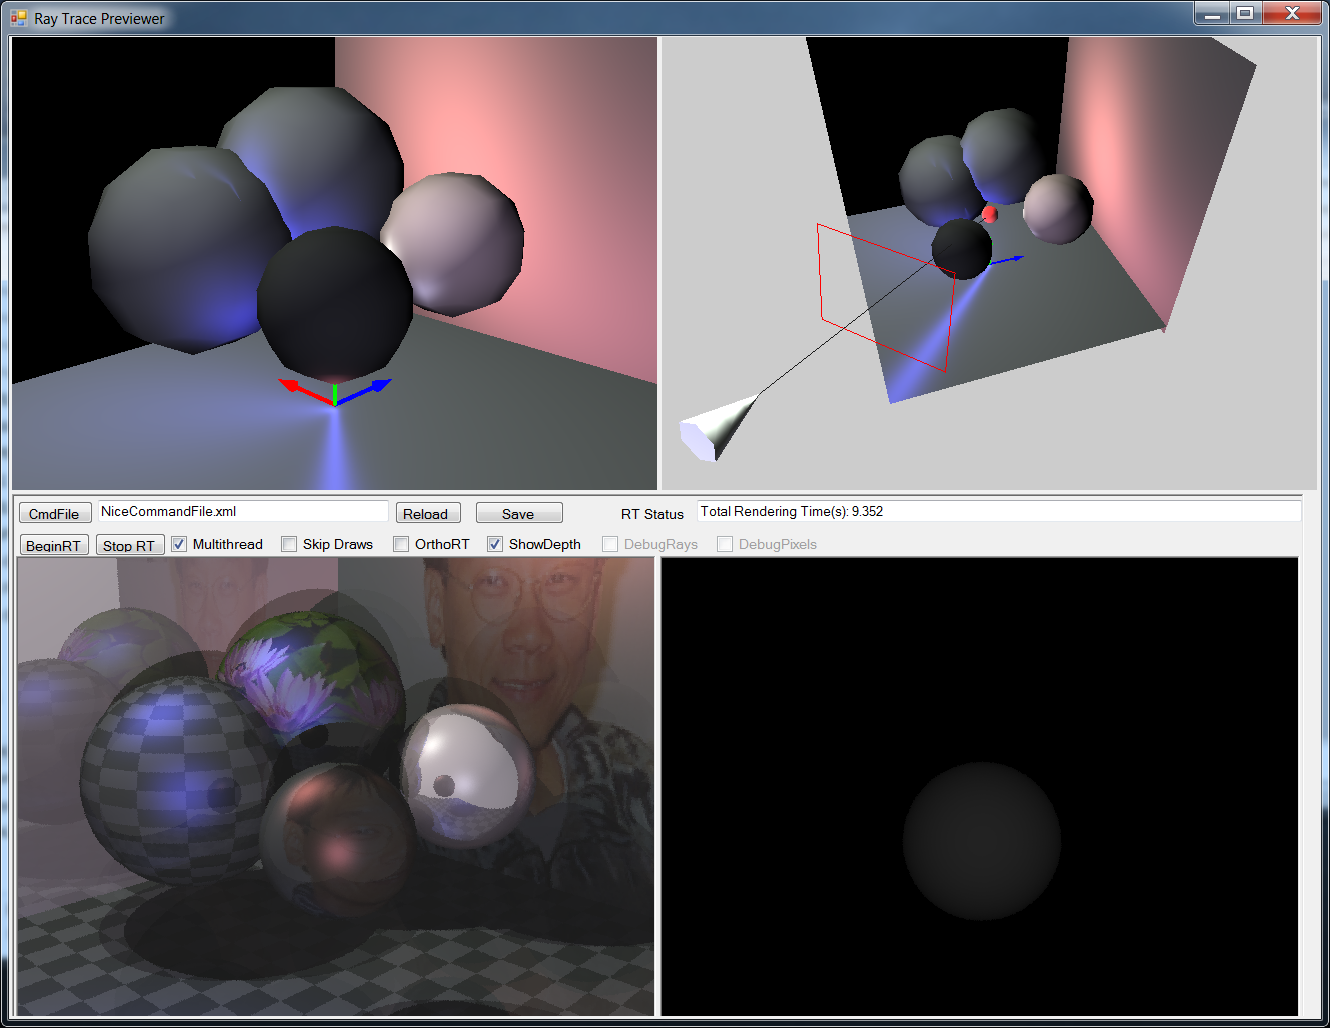 Ray Trace Previewer
CmdFile NiceCommandFile.xml Reload Save RT Status Total Rendering Time(s): 9.352
BeginRT Stop RT Multithread Skip Draws OrthoRT ShowDepth DebugRays DebugPixels